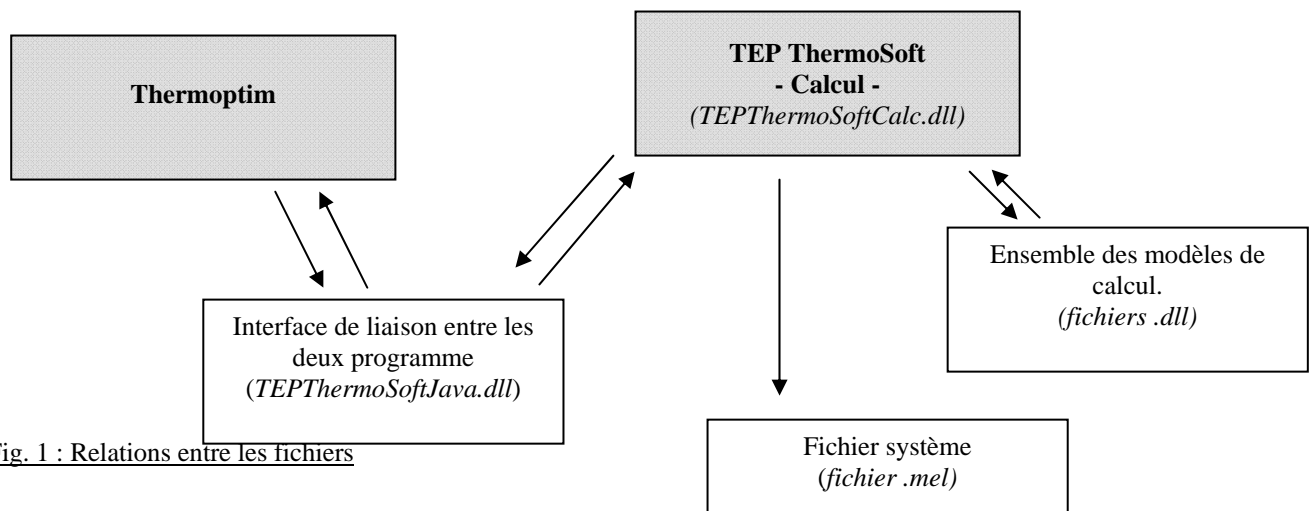 Thermoptim
TEP ThermoSoft
- Calcul -
(TEPThermoSoftCalc.dll)
Ensemble des modèles de
calcul.
(fichiers .dll)
Interface de liaison entre les
deux programme
(TEPThermoSoftJava.dll)
Fig. 1 : Relations entre les fichiers
Fichier système
(fichier .mel)